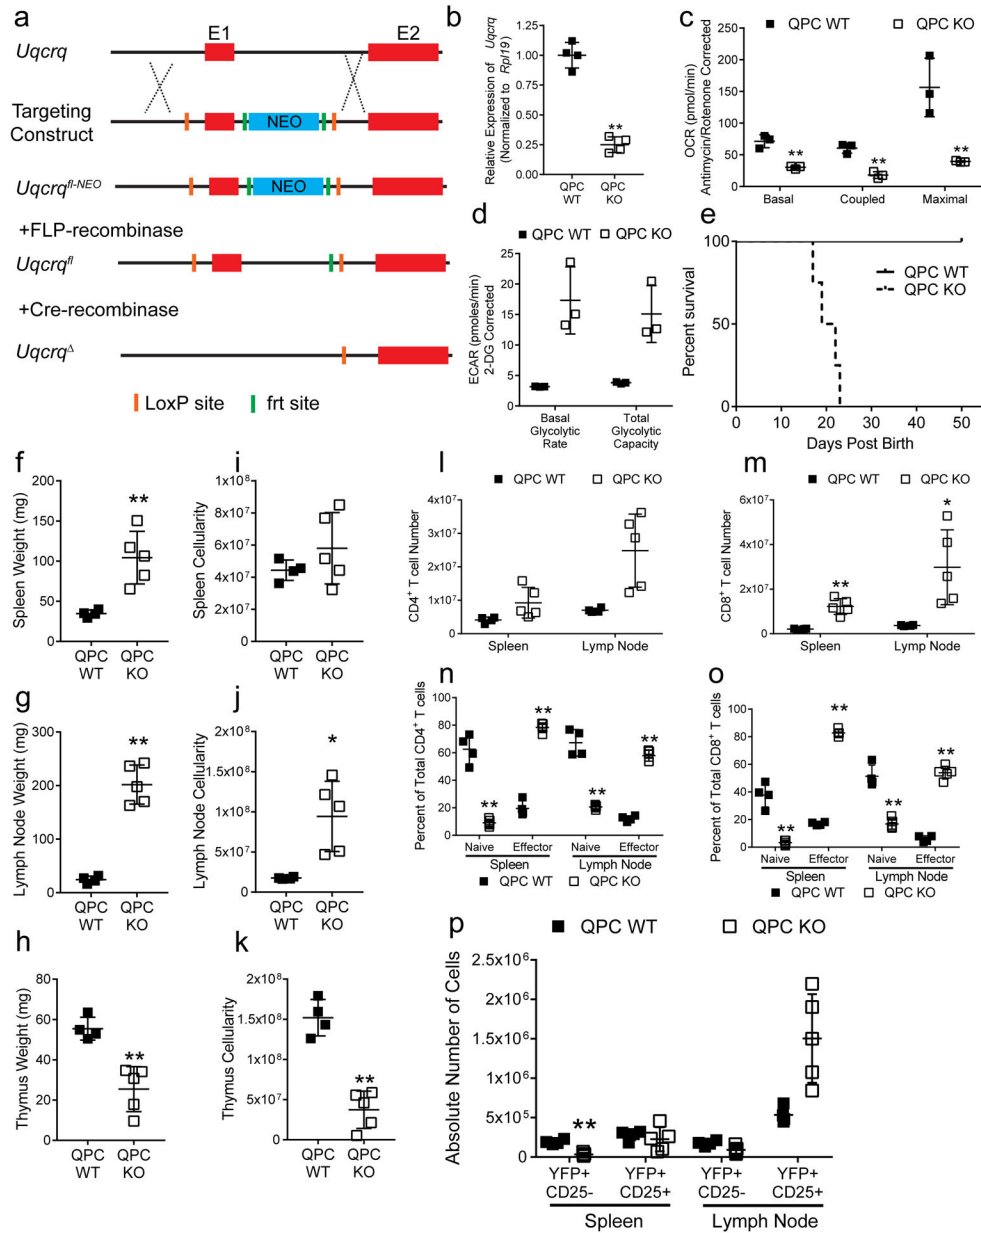 a
E1
E2
Uqcrq
Targeting
Construct
NEO
Uqcrq^fl-NEO
NEO
+FLP-recombinase
Uqcrq^fl
+Cre-recombinase
Uqcrq^Δ
LoxP site
frt site
b
Relative Expression of Uqcrq
(Normalized to Rpl19)
1.25
1.00
0.75
0.50
0.25
0.00
**
QPC
WT
QPC
KO
c
QPC WT
QPC KO
OCR (pmol/min)
Antimycin/Rotenone Corrected
250
200
150
100
50
0
**
**
**
Basal
Coupled
Maximal
d
QPC WT
QPC KO
ECAR (pmoles/min)
2-DG Corrected
25
20
15
10
5
0
Basal
Glycolytic
Rate
Total
Glycolytic
Capacity
e
Percent survival
100
50
0
QPC WT
QPC KO
0
10
20
30
40
50
Days Post Birth
f
Spleen Weight (mg)
200
150
100
50
0
**
QPC
WT
QPC
KO
i
Spleen Cellularity
1x10⁸
8x10⁷
6x10⁷
4x10⁷
2x10⁷
0
QPC
WT
QPC
KO
l
QPC WT
QPC KO
CD4⁺ T cell Number
4x10⁷
3x10⁷
2x10⁷
1x10⁷
0
Spleen
Lymp Node
m
QPC WT
QPC KO
CD8⁺ T cell Number
6x10⁷
4x10⁷
2x10⁷
0
**
*
Spleen
Lymp Node
g
Lymph Node Weight (mg)
300
200
100
0
**
QPC
WT
QPC
KO
j
Lymph Node Cellularity
2x10⁸
2x10⁸
1x10⁸
5x10⁷
0
*
QPC
WT
QPC
KO
n
Percent of Total CD4⁺ T cells
100
80
60
40
20
0
**
**
**
**
Naive
Effector
Naive
Effector
Spleen
Lymph Node
QPC WT
QPC KO
o
Percent of Total CD8⁺ T cells
100
80
60
40
20
0
**
**
**
**
Naive
Effector
Naive
Effector
Spleen
Lymph Node
QPC WT
QPC KO
h
Thymus Weight (mg)
60
40
20
0
**
QPC
WT
QPC
KO
k
Thymus Cellularity
2x10⁸
2x10⁸
1x10⁸
5x10⁷
0
**
QPC
WT
QPC
KO
p
QPC WT
QPC KO
Absolute Number of Cells
2.5x10⁶
2x10⁶
1.5x10⁶
1x10⁶
5x10⁵
0
**
YFP+
CD25-
YFP+
CD25+
YFP+
CD25-
YFP+
CD25+
Spleen
Lymph Node